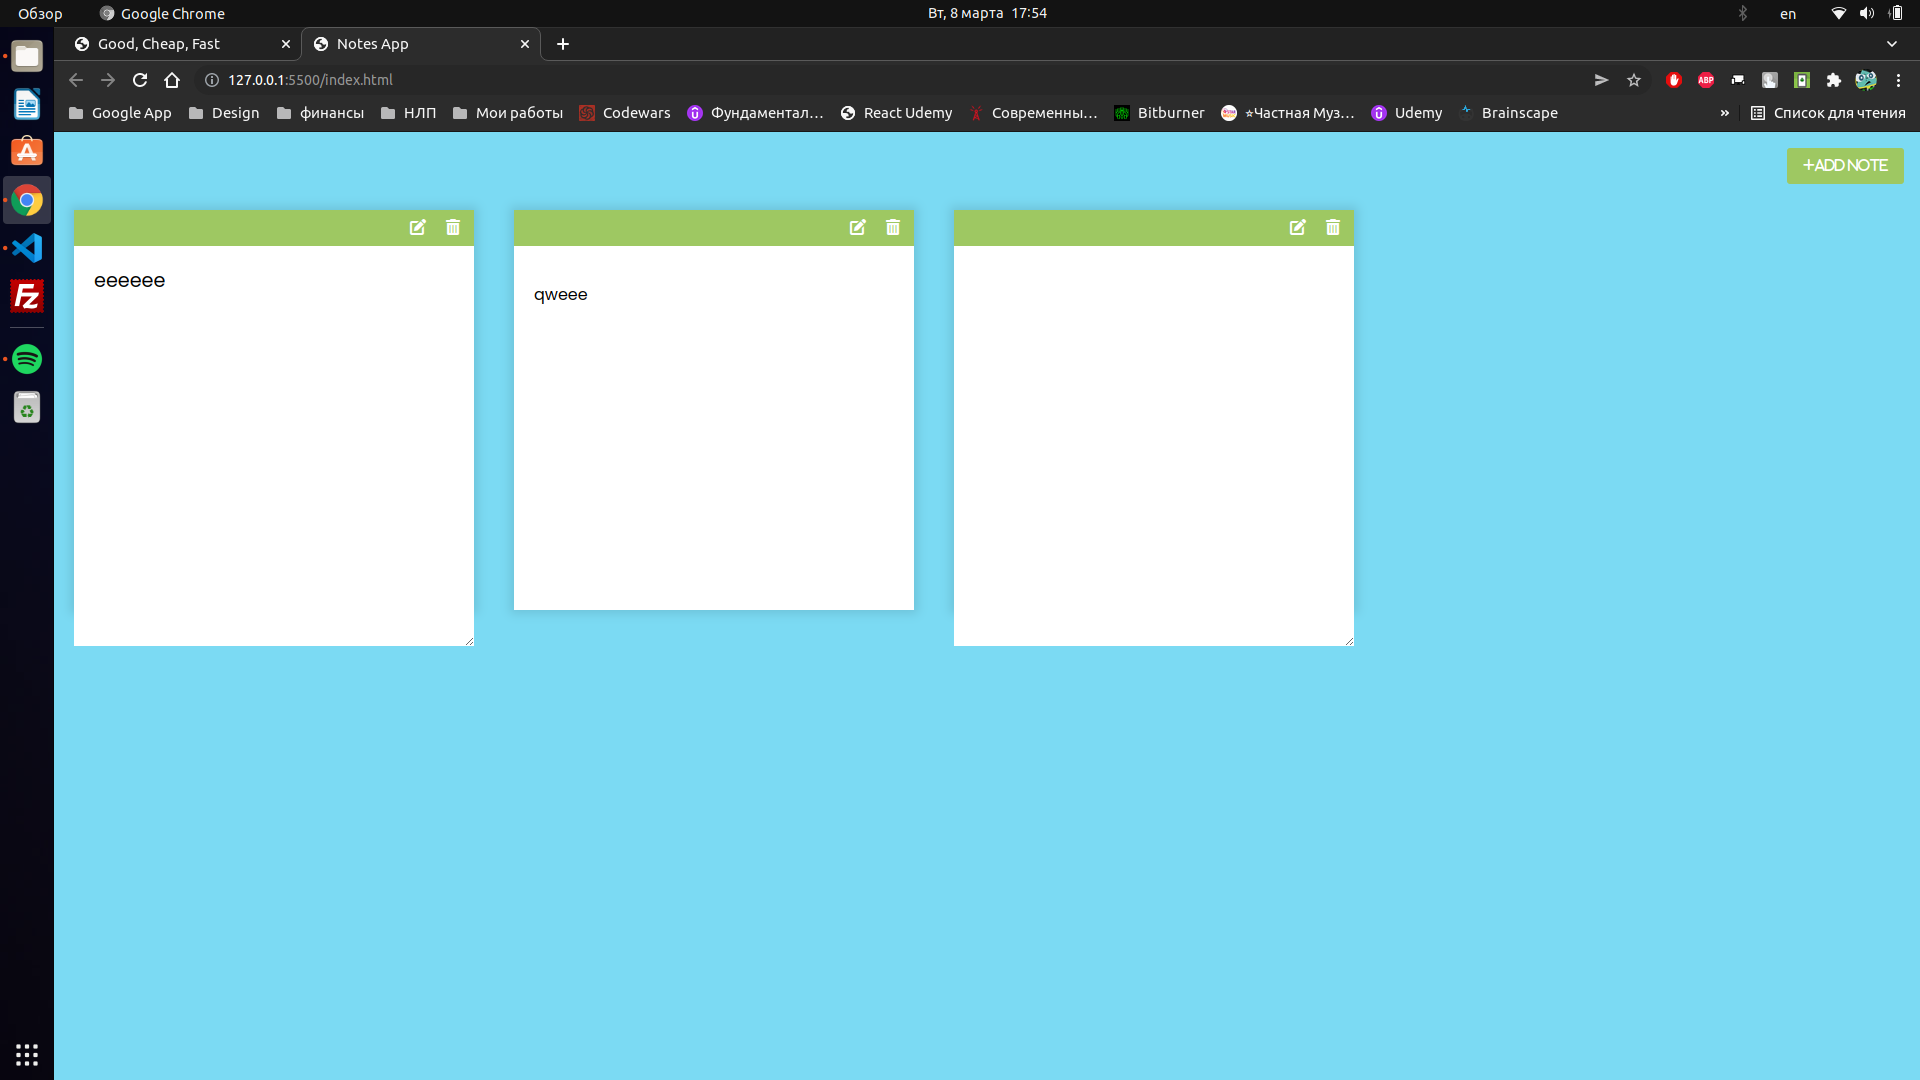 Обзор Google Chrome Вт, 8 марта 17:54 en
Good, Cheap, Fast Notes App
127.0.0.1:5500/index.html ABP
Google App Design финансы НЛП Мои работы Codewars Фундаментал… React Udemy Современны… Bitburner ☆Частная Муз… Udemy Brainscape » Список для чтения
+ADD NOTE
eeeeee
qweee
Fz